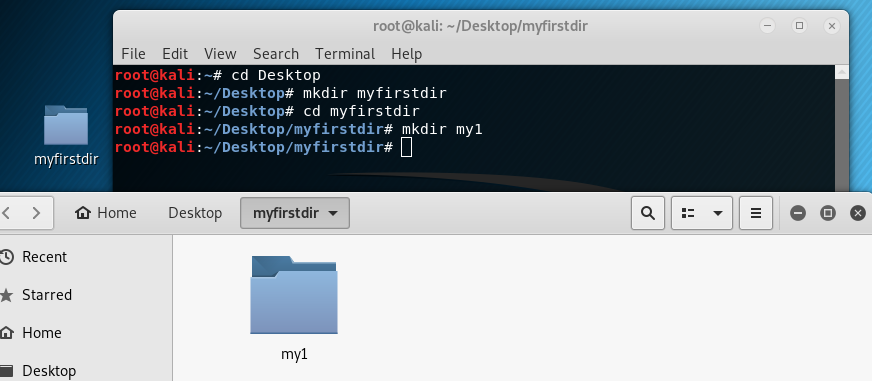 root@kali: ~/Desktop/myfirstdir
File Edit View Search Terminal Help
root@kali:~# cd Desktop
root@kali:~/Desktop# mkdir myfirstdir
root@kali:~/Desktop# cd myfirstdir
root@kali:~/Desktop/myfirstdir# mkdir my1
root@kali:~/Desktop/myfirstdir#
myfirstdir
Home Desktop myfirstdir
Recent
Starred
Home
Desktop
my1